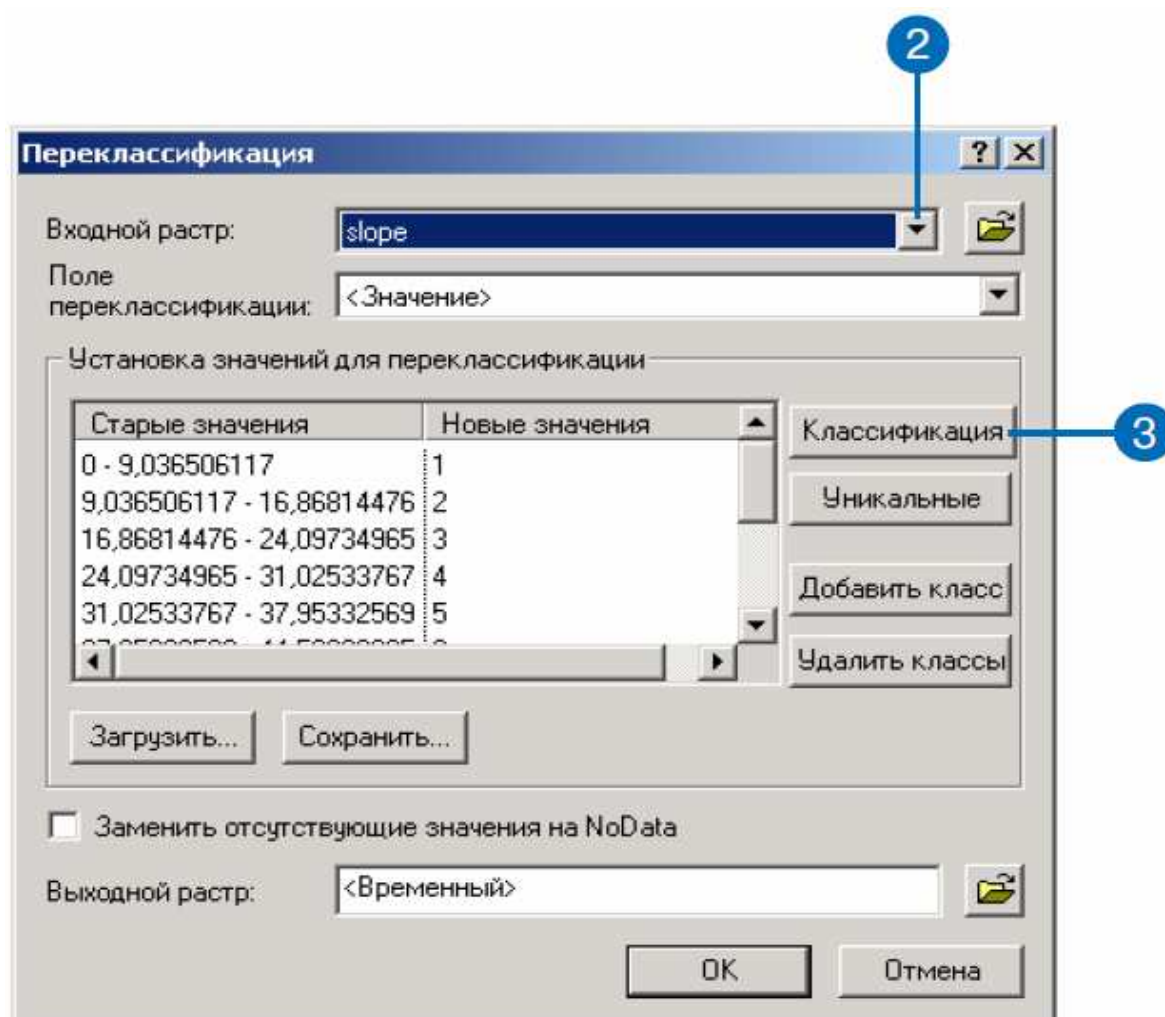 2
Переклассификация
Входной растр: slope
Поле переклассификации: <Значение>
Установка значений для переклассификации
Старые значения Новые значения
0 - 9,036506117 1
9,036506117 - 16,86814476 2
16,86814476 - 24,09734965 3
24,09734965 - 31,02533767 4
31,02533767 - 37,95332569 5
Классификация 3
Уникальные
Добавить класс
Удалить классы
Загрузить... Сохранить...
Заменить отсутствующие значения на NoData
Выходной растр: <Временный>
OK Отмена